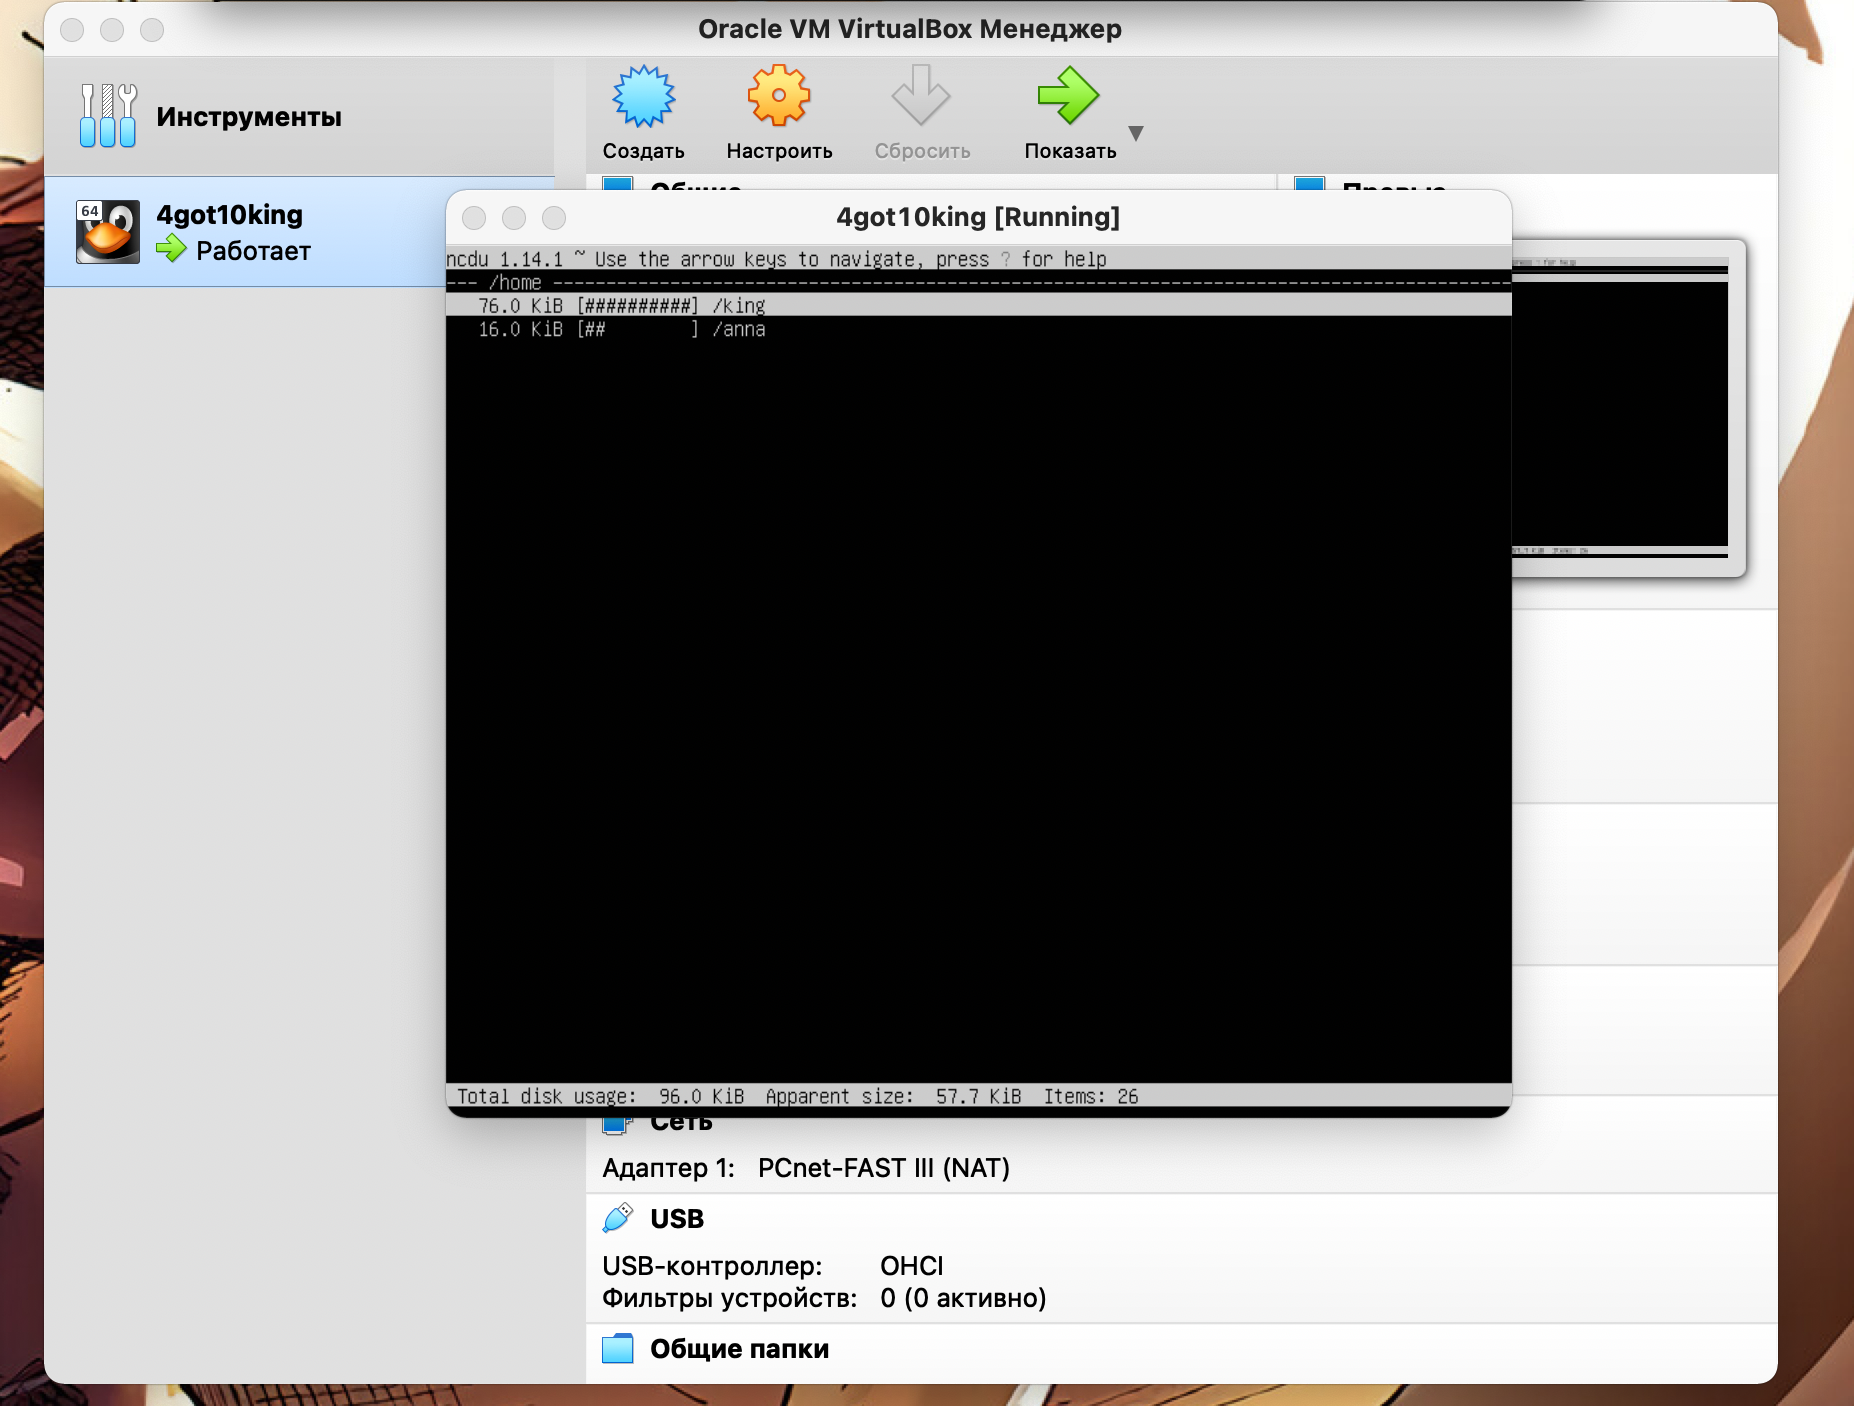 Oracle VM VirtualBox Менеджер
Инструменты
Создать
Настроить
Сбросить
Показать
64
4got10king
Работает
4got10king [Running]
ncdu 1.14.1 ~ Use the arrow keys to navigate, press ? for help
--- /home ------------------------------------------------------------------------------------------
76.0 KiB [##########] /king
16.0 KiB [##        ] /anna
Total disk usage:  96.0 KiB  Apparent size:  57.7 KiB  Items: 26
Сеть
Адаптер 1: PCnet-FAST III (NAT)
USB
USB-контроллер: OHCI
Фильтры устройств: 0 (0 активно)
Общие папки